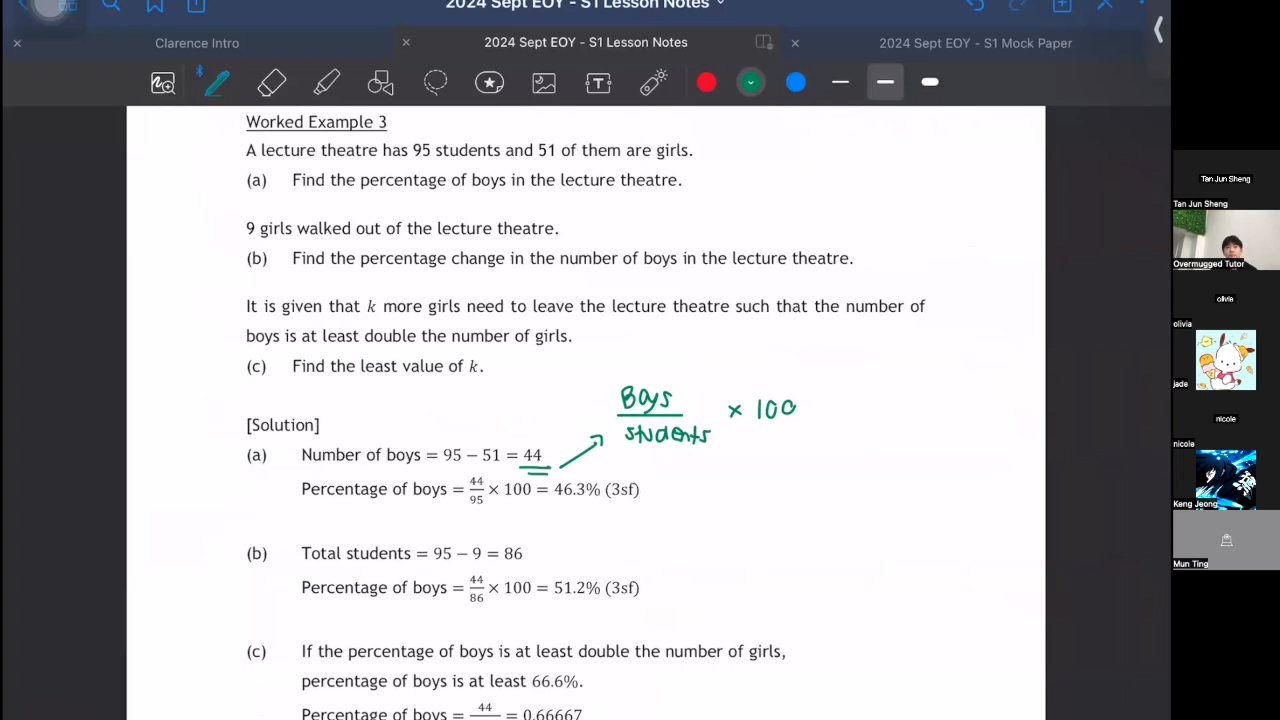 2024 Sept EOY - S1 Lesson Notes
Clarence Intro
2024 Sept EOY - S1 Lesson Notes
2024 Sept EOY - S1 Mock Paper
Worked Example 3
A lecture theatre has 95 students and 51 of them are girls.
(a) Find the percentage of boys in the lecture theatre.
9 girls walked out of the lecture theatre.
(b) Find the percentage change in the number of boys in the lecture theatre.
It is given that k more girls need to leave the lecture theatre such that the number of
boys is at least double the number of girls.
(c) Find the least value of k.
Boys
students
× 100
[Solution]
(a) Number of boys = 95 − 51 = 44
Percentage of boys = 44/95 × 100 = 46.3% (3sf)
(b) Total students = 95 − 9 = 86
Percentage of boys = 44/86 × 100 = 51.2% (3sf)
(c) If the percentage of boys is at least double the number of girls,
percentage of boys is at least 66.6%.
Percentage of boys = 44 = 0.66667
Tan Jun Sheng
Tan Jun Sheng
Overmugged Tutor
olivia
olivia
jade
nicole
nicole
Keng Jeong
Mun Ting